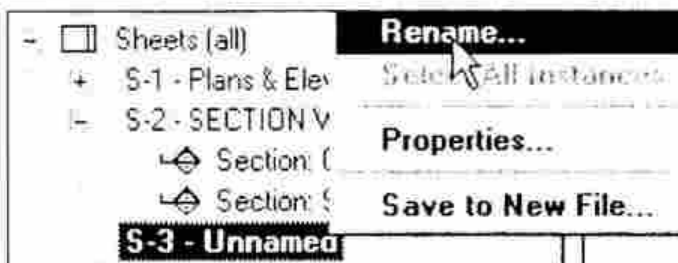 Sheets (all)
S-1 - Plans & Elev
S-2 - SECTION V
Section: (
Section: S
S-3 - Unnamed
Rename...
Select All Instances
Properties...
Save to New File...